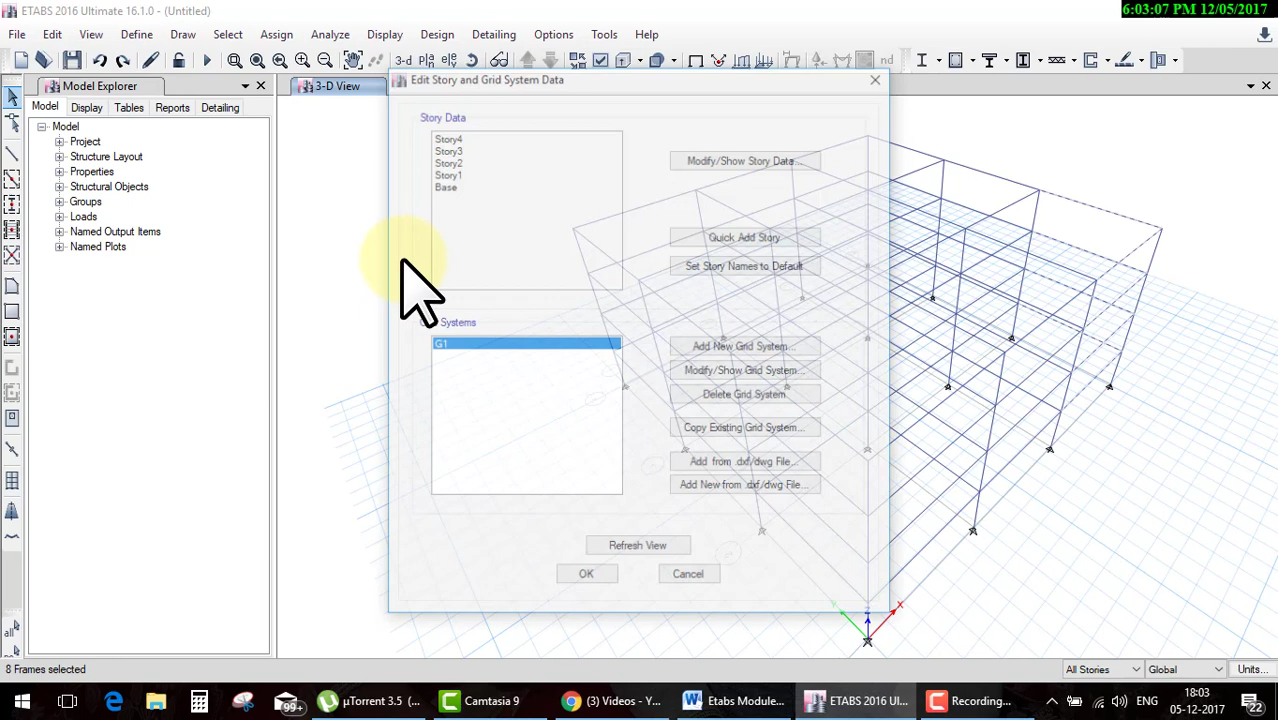 ETABS 2016 Ultimate 16.1.0 - (Untitled)
6:03:07 PM 12/05/2017
File Edit View Define Draw Select Assign Analyze Display Design Detailing Options Tools Help
3-d nd
Model Explorer
3-D View
Edit Story and Grid System Data
Model Display Tables Reports Detailing
Model
Project
Structure Layout
Properties
Structural Objects
Groups
Loads
Named Output Items
Named Plots
Story Data
Story4
Story3
Story2
Story1
Base
Modify/Show Story Data...
Quick Add Story
Set Story Names to Default
Systems
G1
Add New Grid System...
Modify/Show Grid System...
Delete Grid System
Copy Existing Grid System...
Add from .dxf/dwg File...
Add New from .dxf/dwg File...
Refresh View
OK
Cancel
Y Z X
all
8 Frames selected
All Stories
Global
Units...
99+
µTorrent 3.5 (...
Camtasia 9
(3) Videos - Y...
Etabs Module...
ETABS 2016 Ul...
Recording...
ENG
18:03
05-12-2017
22